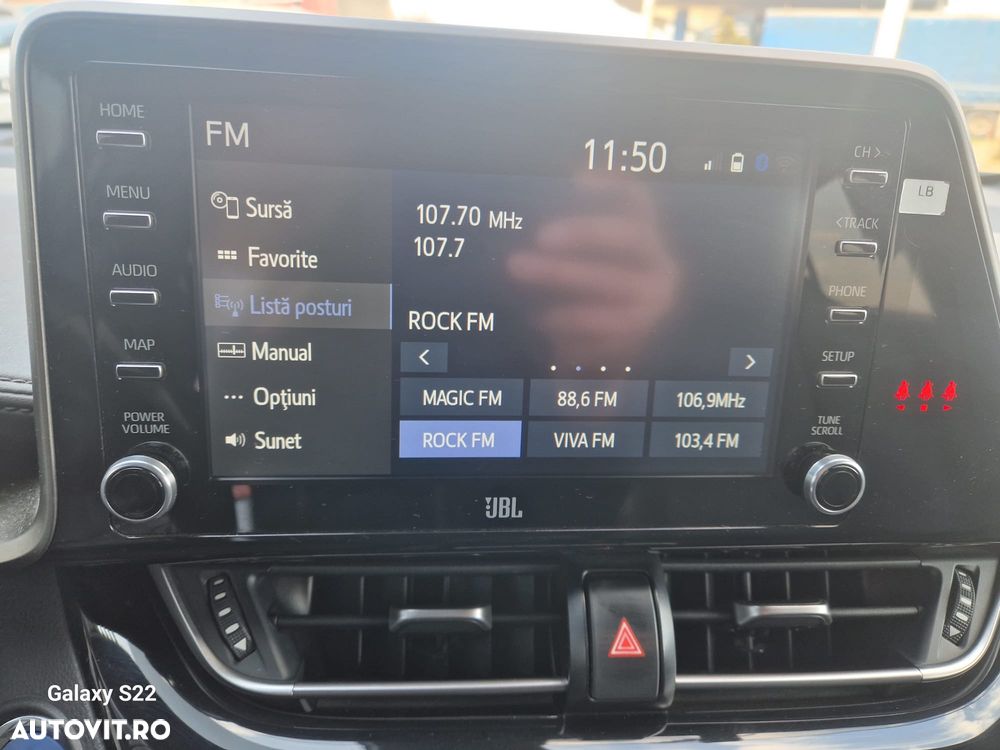 HOME
MENU
AUDIO
MAP
POWER
VOLUME
FM
11:50
Sursă
Favorite
Listă posturi
Manual
Opţiuni
Sunet
107.70 MHz
107.7
ROCK FM
MAGIC FM
88,6 FM
106,9MHz
ROCK FM
VIVA FM
103,4 FM
CH >
< TRACK
PHONE
SETUP
TUNE
SCROLL
LB
JBL
Galaxy S22
AUTOVIT.RO